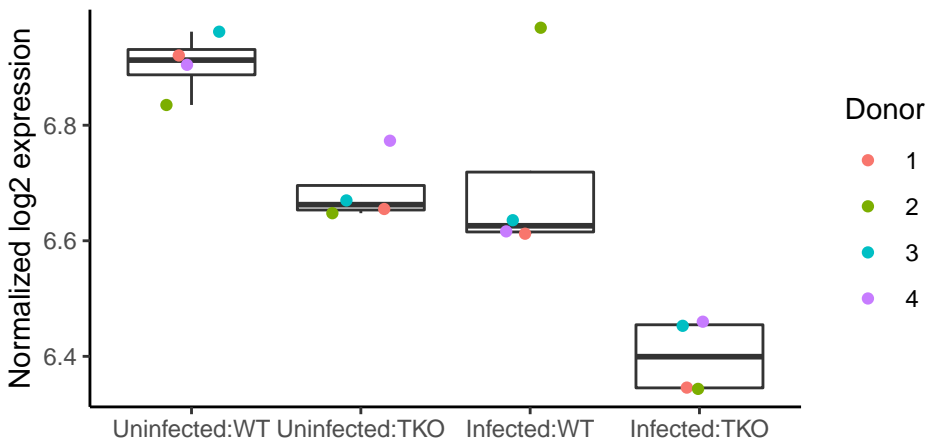 Normalized log2 expression
6.8
6.6
6.4
Uninfected:WT
Uninfected:TKO
Infected:WT
Infected:TKO
Donor
1
2
3
4